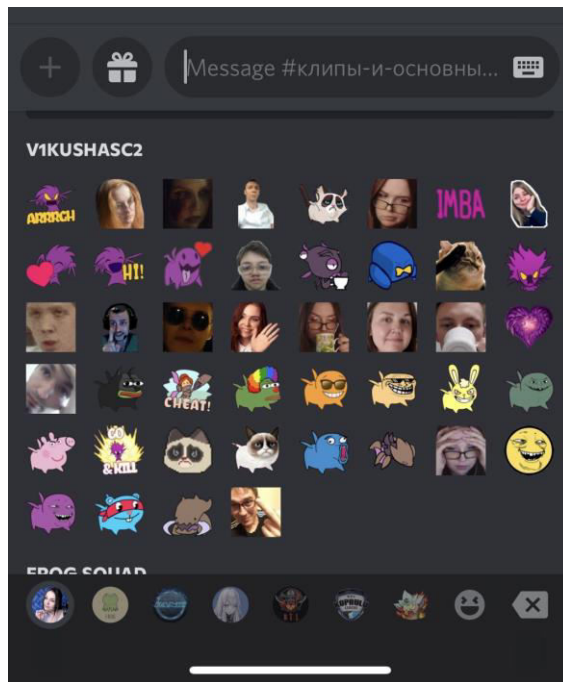 Message #клипы-и-основны...
V1KUSHASC2
ARRRGH
IMBA
HI!
CHEAT!
& KILL
FROG SQUAD